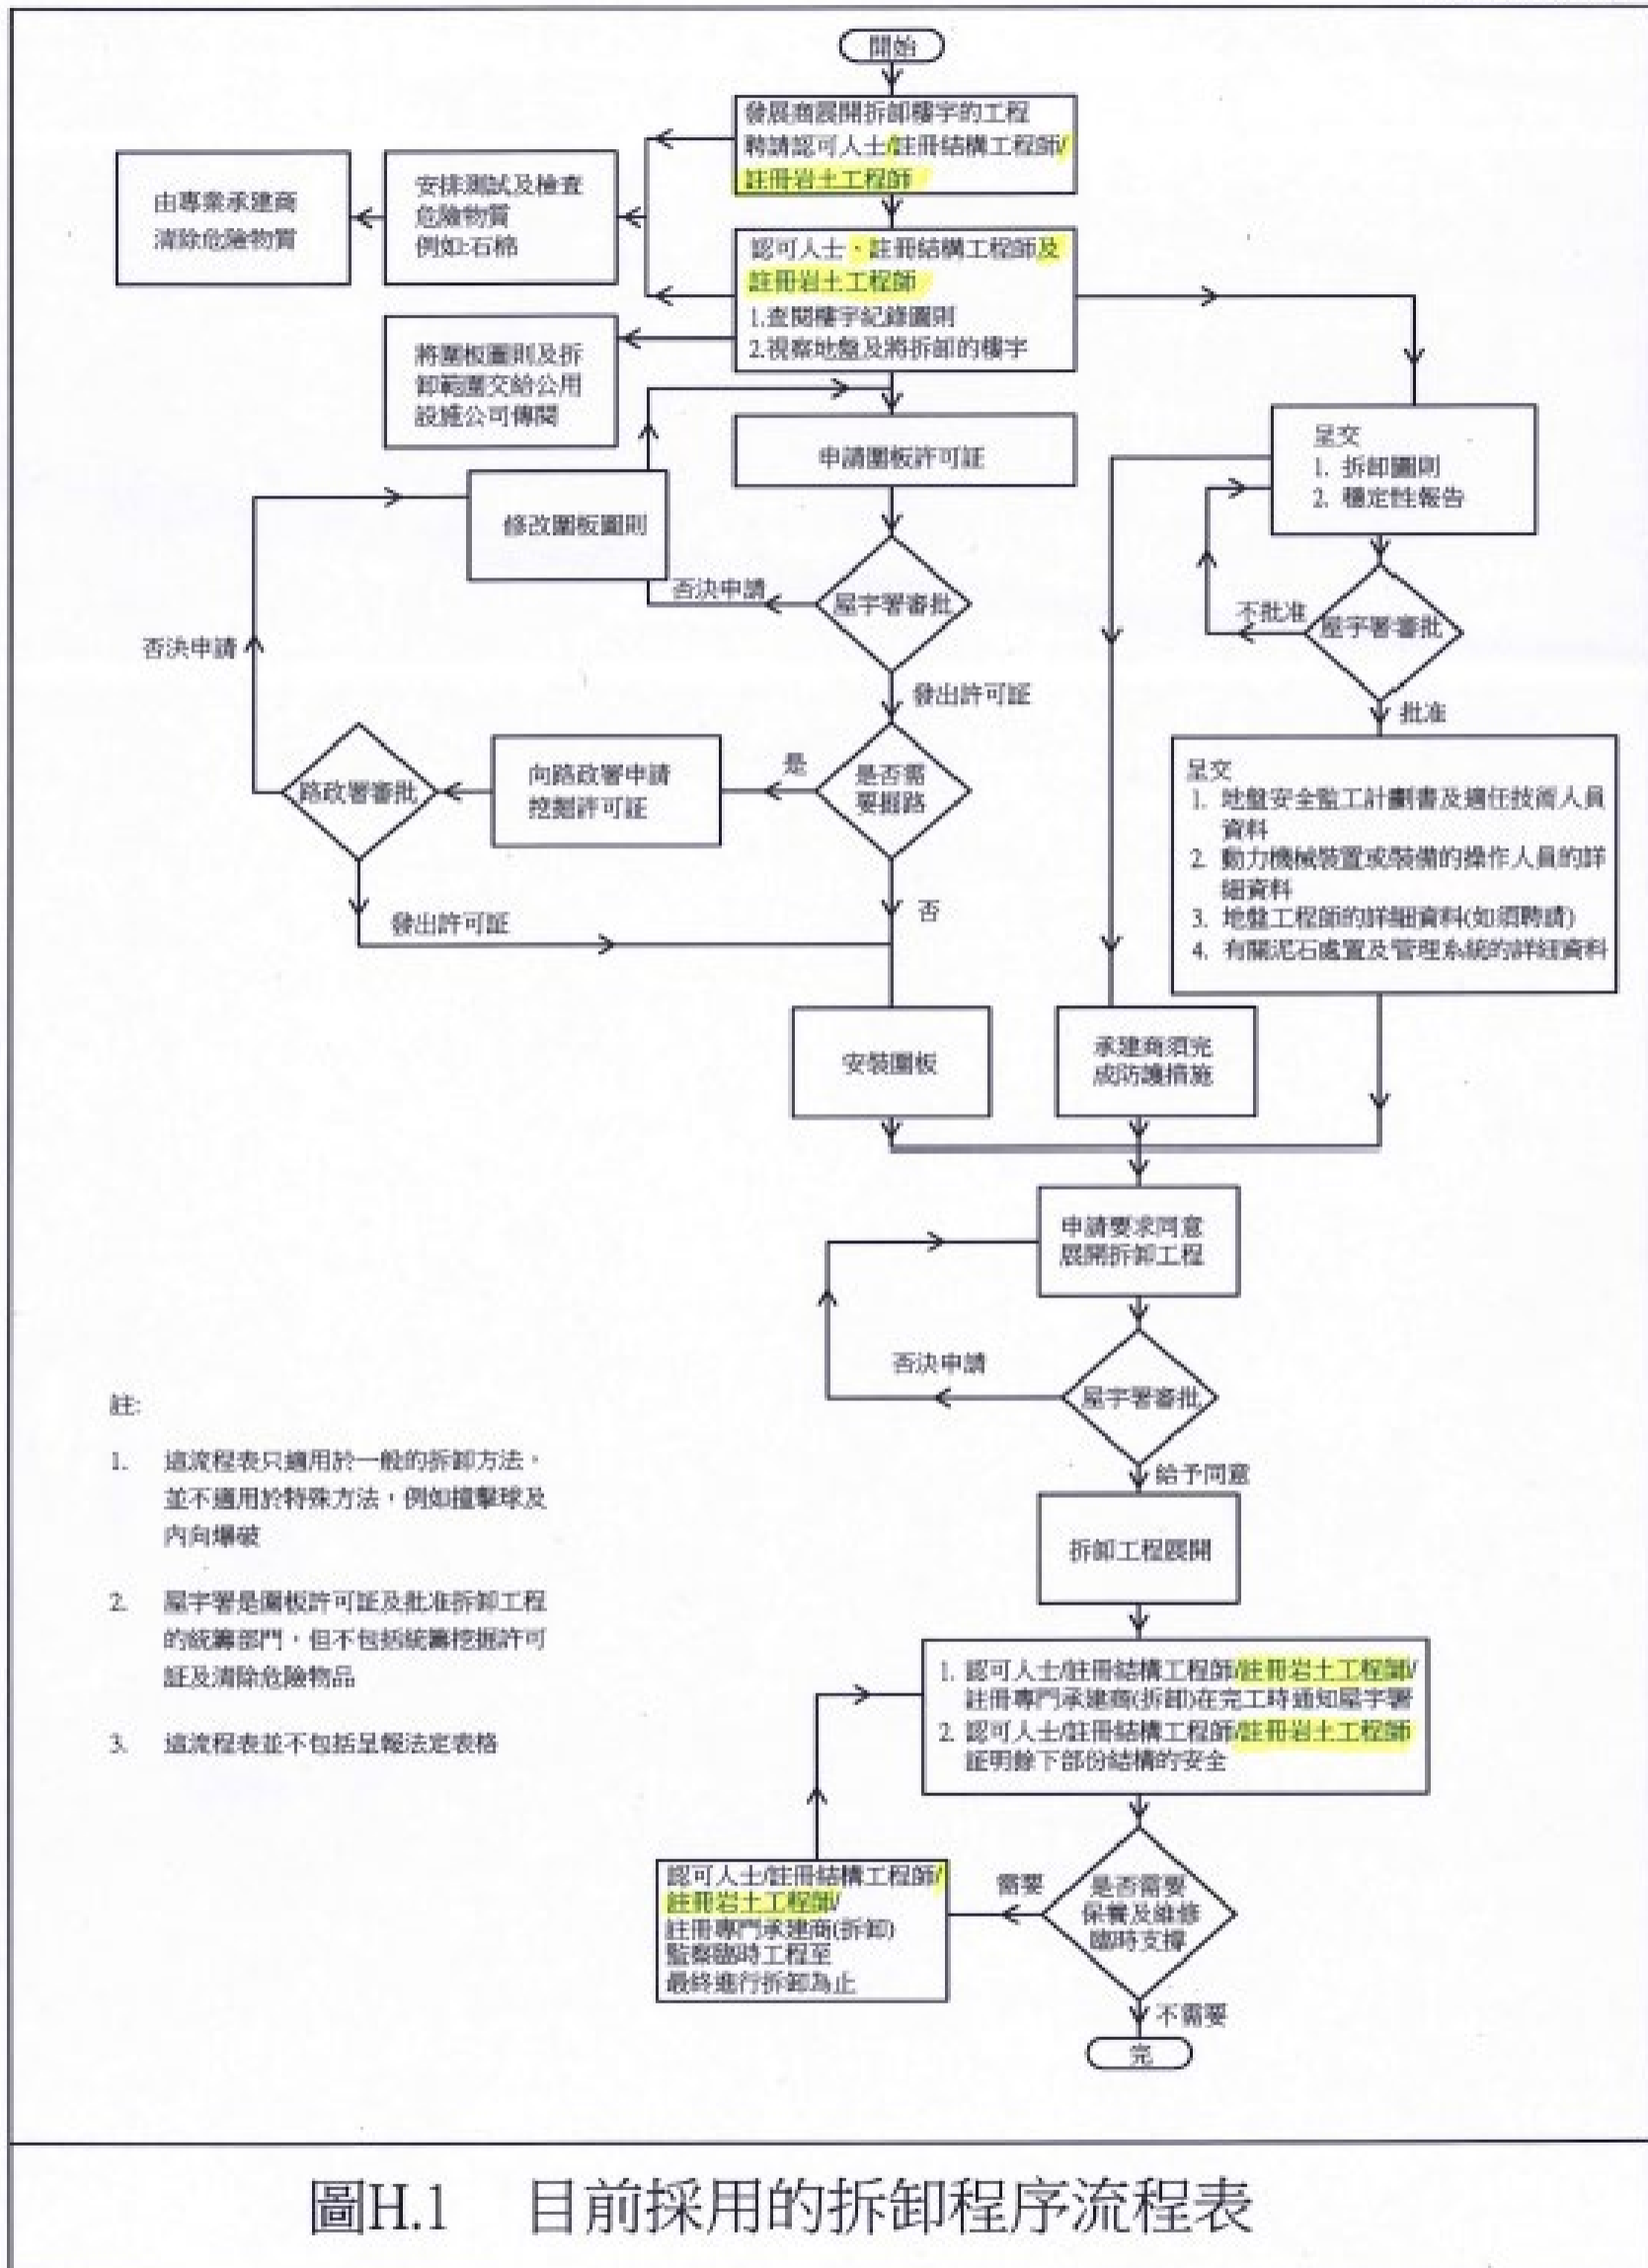 開始
發展商展開拆卸樓宇的工程
聘請認可人士/註冊結構工程師/
註冊岩土工程師
由專業承建商
清除危險物質
安排測試及檢查
危險物質
例如:石棉
認可人士、註冊結構工程師及
註冊岩土工程師
1.查閱樓宇紀錄圖則
2.視察地盤及將拆卸的樓宇
將圍板圖則及拆
卸範圍交給公用
設施公司傳閱
申請圍板許可証
呈交
1. 拆卸圖則
2. 穩定性報告
修改圍板圖則
否決申請
屋宇署審批
不批准
屋宇署審批
否決申請
發出許可証
批准
路政署審批
向路政署申請
挖掘許可証
是
是否需
要掘路
呈交
1. 地盤安全監工計劃書及適任技術人員
資料
2. 動力機械裝置或裝備的操作人員的詳
細資料
3. 地盤工程師的詳細資料(如須聘請)
4. 有關泥石處置及管理系統的詳細資料
發出許可証
否
安裝圍板
承建商須完
成防護措施
申請要求同意
展開拆卸工程
否決申請
屋宇署審批
給予同意
拆卸工程展開
註:
1. 這流程表只適用於一般的拆卸方法，
並不適用於特殊方法，例如撞擊球及
內向爆破
2. 屋宇署是圍板許可証及批准拆卸工程
的統籌部門，但不包括統籌挖掘許可
証及清除危險物品
3. 這流程表並不包括呈報法定表格
1. 認可人士/註冊結構工程師/註冊岩土工程師/
註冊專門承建商(拆卸)在完工時通知屋宇署
2. 認可人士/註冊結構工程師/註冊岩土工程師
証明餘下部份結構的安全
認可人士/註冊結構工程師/
註冊岩土工程師/
註冊專門承建商(拆卸)
監察臨時工程至
最終進行拆卸為止
需要
是否需要
保養及維修
臨時支撐
不需要
完
圖H.1 目前採用的拆卸程序流程表